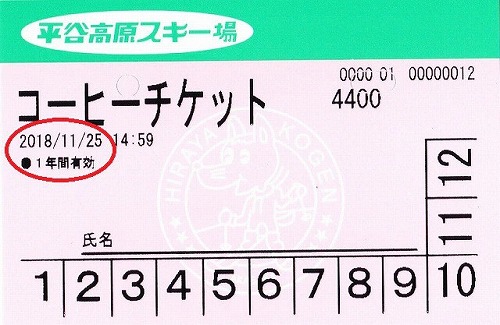 平谷高原スキー場
0000 01 00000012
コーヒーチケット 4400
2018/11/25 14:59
●1年間有効
HIRAYA KOGEN
氏名
1 2 3 4 5 6 7 8 9 10 11 12